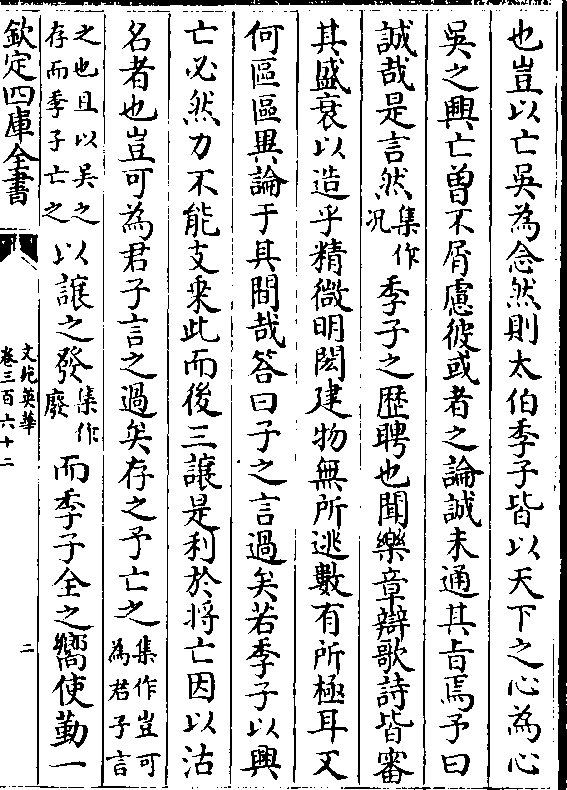 也豈以亡吳為念然則太伯季子皆以天下之心為心
吳之興亡曾不屑慮彼或者之論誠未通其旨焉予曰
誠哉是言然集作況季子之歴聘也聞樂章辯歌詩皆審
其盛衰以造乎精微明閎建物無所逃數有所極耳又
何區區異論于其間哉荅曰子之言過矣若季子以興
亡必然力不能支乘此而後三讓是利於将亡因以沽
名者也豈可為君子言之過矣存之予亡之集作豈可為君子言
之也且以吳之存而季子亡之以讓之發集作廢而季子全之嚮使勤一
欽定四庫全書
文苑英華
卷三百六十二
二